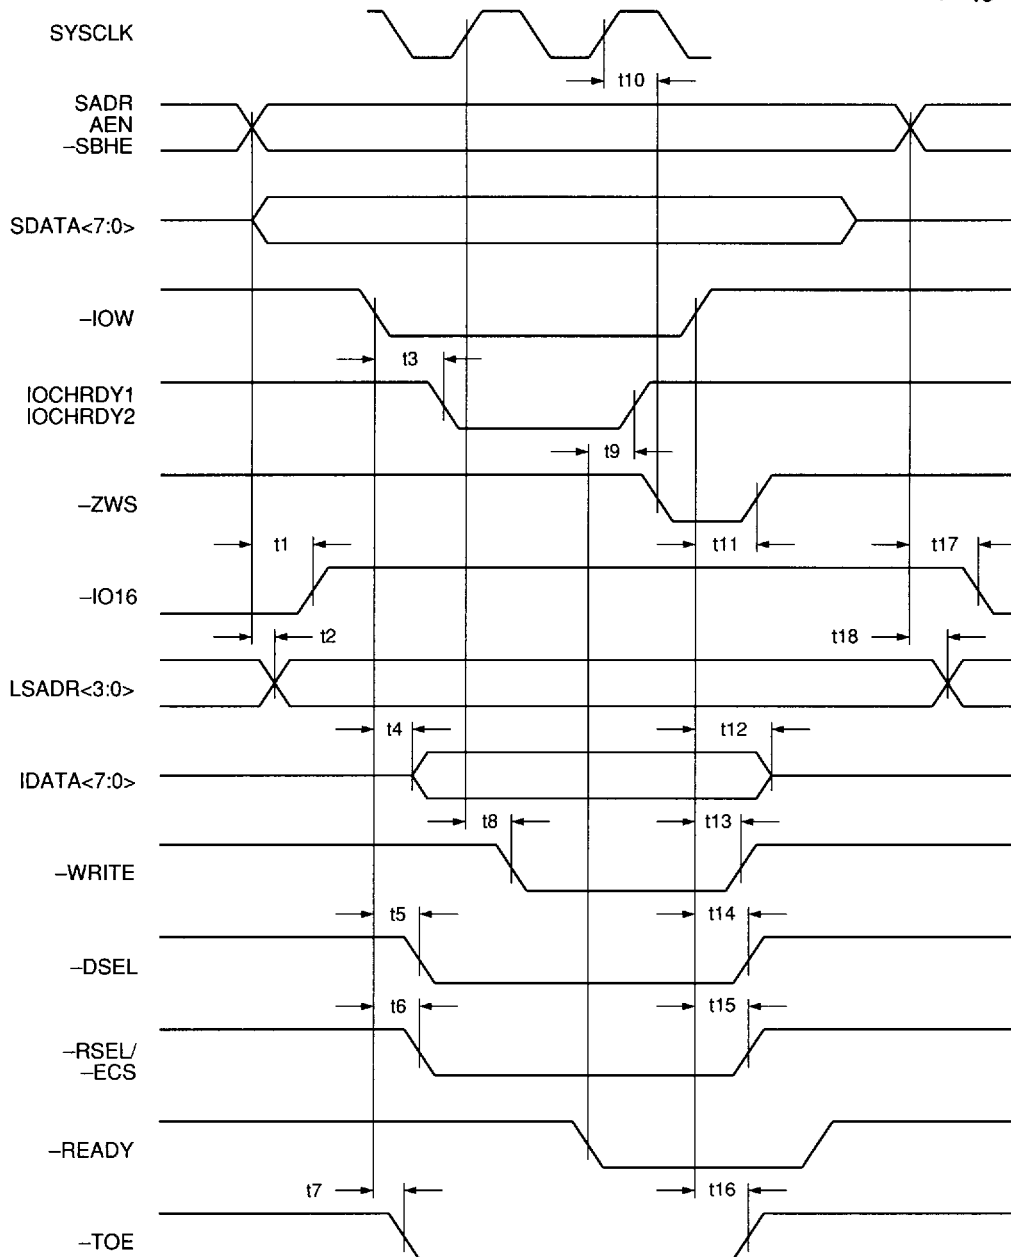 SYSCLK
t10
SADR
AEN
–SBHE
SDATA<7:0>
–IOW
t3
IOCHRDY1
IOCHRDY2
t9
–ZWS
t1
t11
t17
–IO16
t2
t18
LSADR<3:0>
t4
t12
IDATA<7:0>
t8
t13
–WRITE
t5
t14
–DSEL
t6
t15
–RSEL/
–ECS
–READY
t7
t16
–TOE